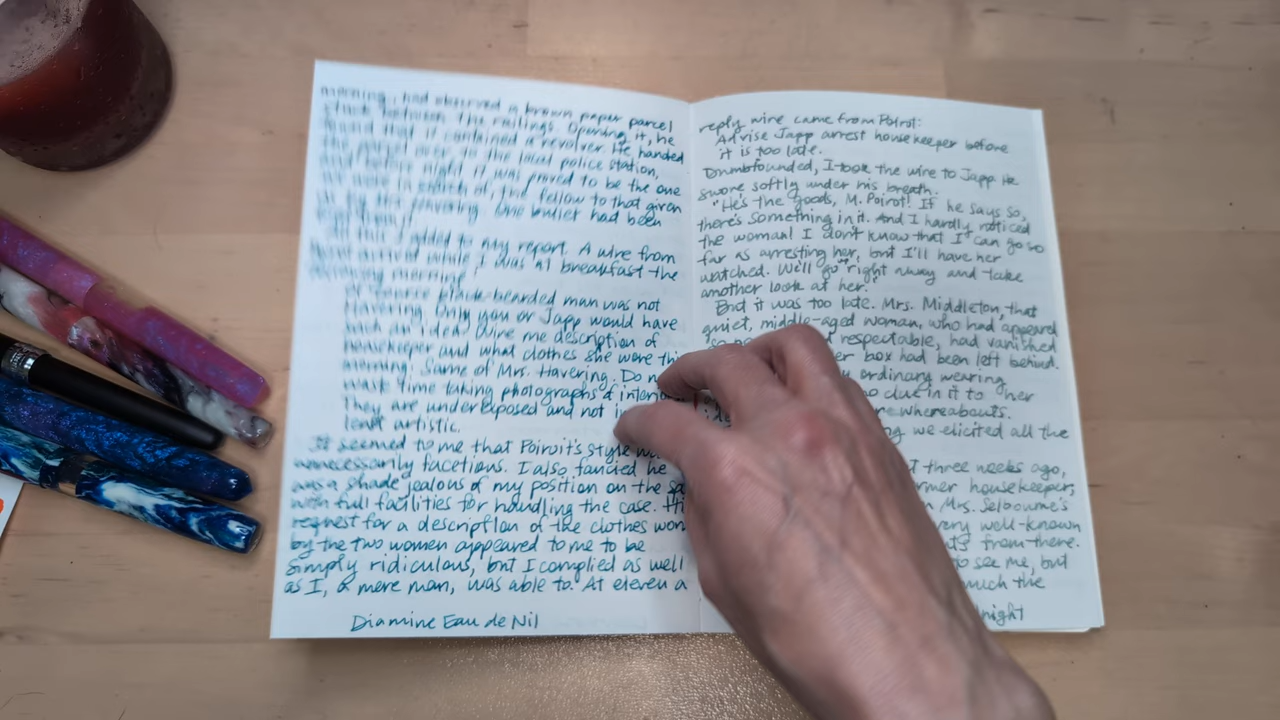 morning, had observed a brown paper parcel
stuck between the railings. Opening it, he
found that it contained a revolver. He handed
the parcel over to the local police station,
and before night it was proved to be the one
we were in search of, the fellow to that given
us by Mrs. Havering. One bullet had been
All this I added to my report. A wire from
Poirot arrived while I was at breakfast the
following morning:
Of course black-bearded man was not
Havering. Only you or Japp would have
such an idea. Wire me description of
housekeeper and what clothes she wore this
morning. Same of Mrs. Havering. Do not
waste time taking photographs of
They are underexposed and not in
least artistic.
It seemed to me that Poirot's style
unnecessarily facetious. I also fancied he
was a shade jealous of my position on the
with full facilities for handling the case.
request for a description of the clothes
by the two women appeared to me to be
simply ridiculous, but I complied as well
as I, a mere man, was able to. At eleven a
Diamine Eau de Nil
reply wire came from Poirot:
Advise Japp arrest housekeeper before
it is too late.
Dumbfounded, I took the wire to Japp. He
swore softly under his breath.
"He's the goods, M. Poirot! If he says so,
there's something in it. And I hardly noticed
the woman! I don't know that I can go so
far as arresting her, but I'll have her
watched. We'll go right away and take
another look at her."
But it was too late. Mrs. Middleton, that
quiet, middle-aged woman, who had appeared
respectable, had vanished
box had been left behind.
ordinary wearing
no clue in it to her
whereabouts.
we elicited all the
three weeks ago,
housekeeper,
Mrs. Selbourne's
very well-known
from there.
to see me, but
much the